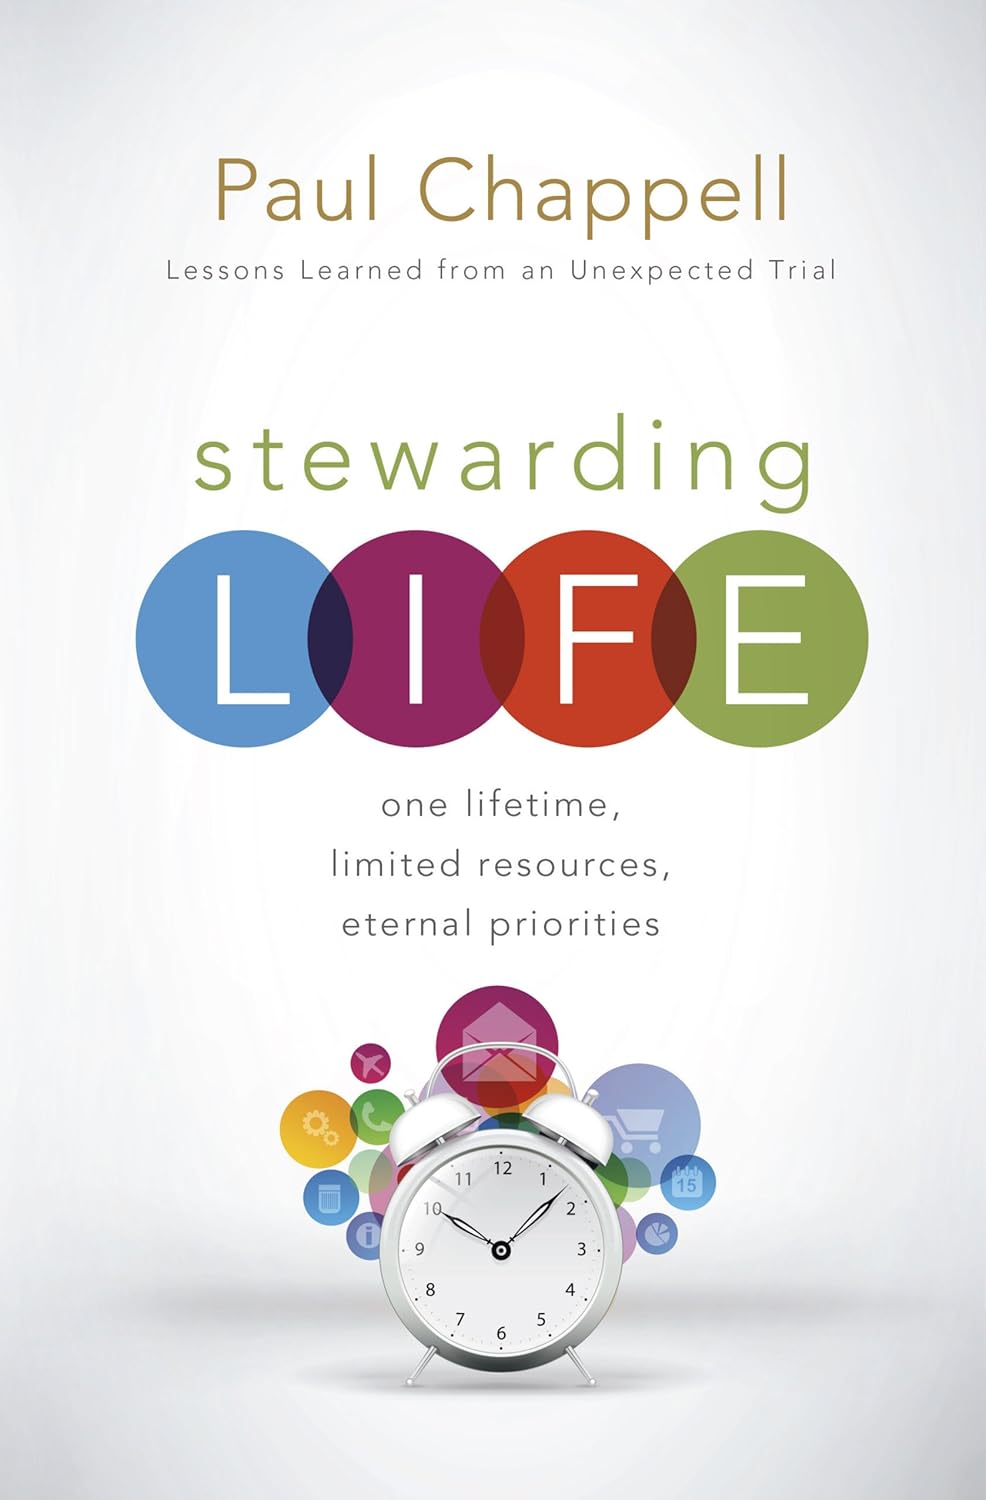 Paul Chappell
Lessons Learned from an Unexpected Trial
stewarding
LIFE
one lifetime,
limited resources,
eternal priorities
15
12
11
1
10
2
9
3
8
4
7
5
6